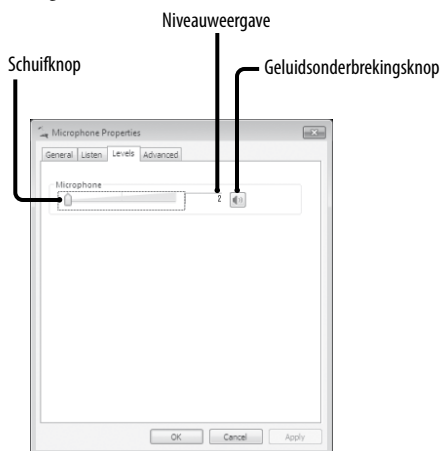 Niveauweergave
Schuifknop
Geluidsonderbrekingsknop
Microphone Properties
General Listen Levels Advanced
Microphone
2
OK Cancel Apply